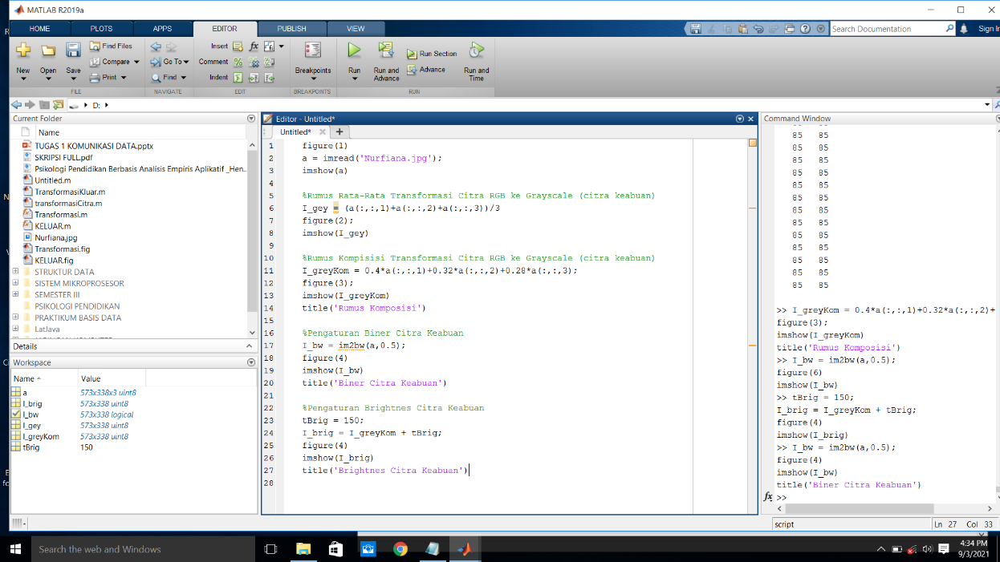 MATLAB R2019a
HOME PLOTS APPS EDITOR PUBLISH VIEW
Search Documentation
Sign In
New
Open
Save
Find Files
Compare
Print
FILE
Go To
Find
NAVIGATE
Insert
Comment
Indent
EDIT
Breakpoints
BREAKPOINTS
Run
Run and Advance
Run Section
Advance
Run and Time
RUN
D:
Current Folder
Name
TUGAS 1 KOMUNIKASI DATA.pptx
SKRIPSI FULL.pdf
Psikologi Pendidikan Berbasis Analisis Empiris Aplikatif _Hen...
Untitled.m
TransformasiKluar.m
transformasiCitra.m
Transformasi.m
KELUAR.m
Nurfiana.jpg
Transformasi.fig
KELUAR.fig
STRUKTUR DATA
SISTEM MIKROPROSESOR
SEMESTER III
PSIKOLOGI PENDIDIKAN
PRAKTIKUM BASIS DATA
LatJava
Details
Workspace
Name Value
a 573x338x3 uint8
I_brig 573x338 uint8
I_bw 573x338 logical
I_gey 573x338 uint8
I_greyKom 573x338 uint8
tBrig 150
Editor - Untitled*
Untitled*
1 figure(1)
2 a = imread('Nurfiana.jpg');
3 imshow(a)
4
5 %Rumus Rata-Rata Transformasi Citra RGB ke Grayscale (citra keabuan)
6 I_gey = (a(:,:,1)+a(:,:,2)+a(:,:,3))/3
7 figure(2);
8 imshow(I_gey)
9
10 %Rumus Kompisisi Transformasi Citra RGB ke Grayscale (citra keabuan)
11 I_greyKom = 0.4*a(:,:,1)+0.32*a(:,:,2)+0.28*a(:,:,3);
12 figure(3);
13 imshow(I_greyKom)
14 title('Rumus Komposisi')
15
16 %Pengaturan Biner Citra Keabuan
17 I_bw = im2bw(a,0.5);
18 figure(4)
19 imshow(I_bw)
20 title('Biner Citra Keabuan')
21
22 %Pengaturan Brightnes Citra Keabuan
23 tBrig = 150;
24 I_brig = I_greyKom + tBrig;
25 figure(4)
26 imshow(I_brig)
27 title('Brightnes Citra Keabuan')
28
Command Window
85 85
85 85
85 85
85 85
85 85
85 85
85 85
85 85
85 85
85 85
85 85
85 85
85 85
>> I_greyKom = 0.4*a(:,:,1)+0.32*a(:,:,2)+
figure(3);
imshow(I_greyKom)
title('Rumus Komposisi')
>> I_bw = im2bw(a,0.5);
figure(6)
imshow(I_bw)
>> tBrig = 150;
I_brig = I_greyKom + tBrig;
figure(4)
imshow(I_brig)
>> I_bw = im2bw(a,0.5);
figure(4)
imshow(I_bw)
title('Biner Citra Keabuan')
fx >>
script
Ln 27 Col 33
Search the web and Windows
4:34 PM
9/3/2021